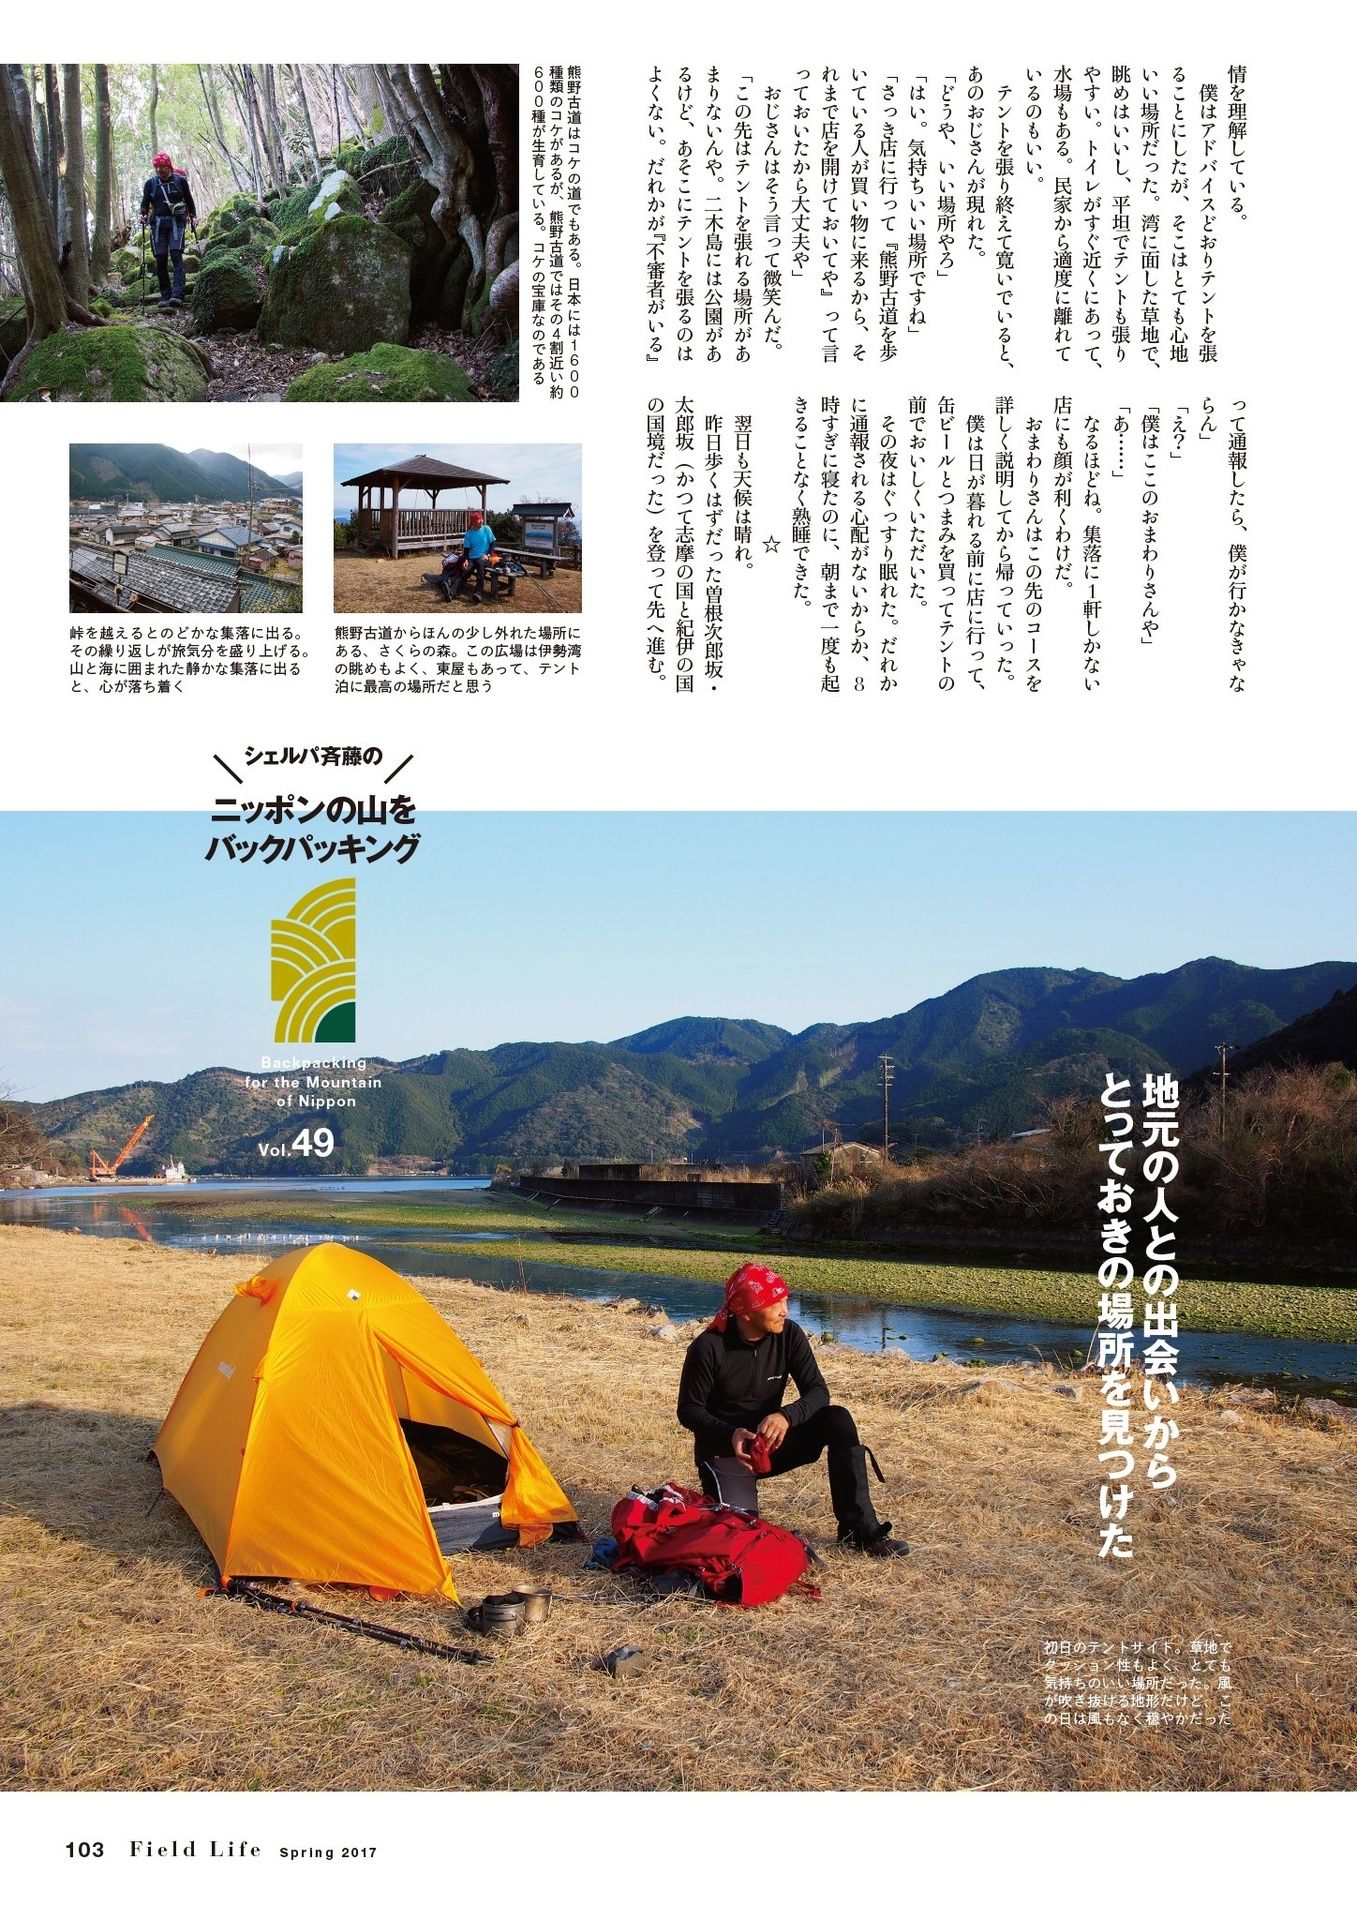 情を理解している。
　僕はアドバイスどおりテントを張
ることにしたが、そこはとても心地
いい場所だった。湾に面した草地で、
眺めはいいし、平坦でテントも張り
やすい。トイレがすぐ近くにあって、
水場もある。民家から適度に離れて
いるのもいい。
　テントを張り終えて寛いでいると、
あのおじさんが現れた。
「どうや、いい場所やろ」
「はい。気持ちいい場所ですね」
「さっき店に行って『熊野古道を歩
いている人が買い物に来るから、そ
れまで店を開けておいてや』って言
っておいたから大丈夫や」
　おじさんはそう言って微笑んだ。
「この先はテントを張れる場所があ
まりないんや。二木島には公園があ
るけど、あそこにテントを張るのは
よくない。だれかが『不審者がいる』
って通報したら、僕が行かなきゃな
らん」
「え？」
「僕はここのおまわりさんや」
「あ……」
　なるほどね。集落に1軒しかない
店にも顔が利くわけだ。
　おまわりさんはこの先のコースを
詳しく説明してから帰っていった。
　僕は日が暮れる前に店に行って、
缶ビールとつまみを買ってテントの
前でおいしくいただいた。
　その夜はぐっすり眠れた。だれか
に通報される心配がないからか、8
時すぎに寝たのに、朝まで一度も起
きることなく熟睡できた。
☆
　翌日も天候は晴れ。
　昨日歩くはずだった曽根次郎坂・
太郎坂（かつて志摩の国と紀伊の国
の国境だった）を登って先へ進む。
熊野古道はコケの道でもある。日本には1600
種類のコケがあるが、熊野古道ではその4割近い約
600種が生育している。コケの宝庫なのである
熊野古道からほんの少し外れた場所に
ある、さくらの森。この広場は伊勢湾
の眺めもよく、東屋もあって、テント
泊に最高の場所だと思う
峠を越えるとのどかな集落に出る。
その繰り返しが旅気分を盛り上げる。
山と海に囲まれた静かな集落に出る
と、心が落ち着く
シェルパ斉藤の
ニッポンの山を
バックパッキング
Backpacking
for the Mountain
of Nippon
Vol.49
地元の人との出会いから
とっておきの場所を見つけた
初日のテントサイト。草地で
クッション性もよく、とても
気持ちのいい場所だった。風
が吹き抜ける地形だけど、こ
の日は風もなく穏やかだった
103 Field Life Spring 2017